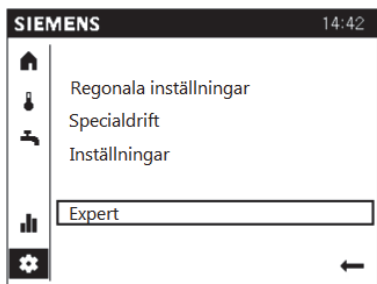 SIEMENS 14:42
Regonala inställningar
Specialdrift
Inställningar
Expert